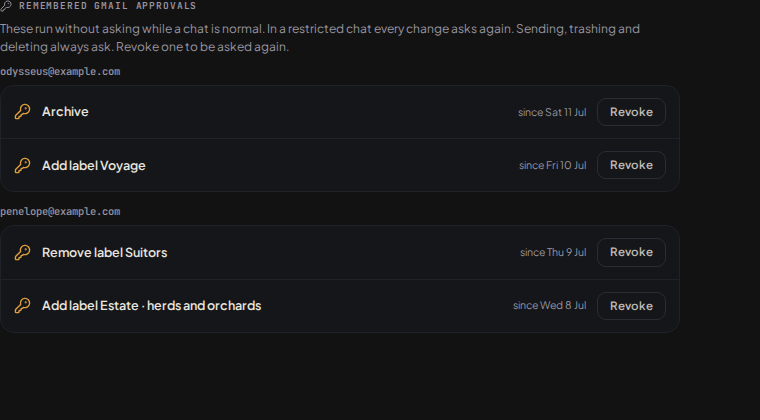 REMEMBERED GMAIL APPROVALS
These run without asking while a chat is normal. In a restricted chat every change asks again. Sending, trashing and
deleting always ask. Revoke one to be asked again.
odysseus@example.com
Archive since Sat 11 Jul Revoke
Add label Voyage since Fri 10 Jul Revoke
penelope@example.com
Remove label Suitors since Thu 9 Jul Revoke
Add label Estate · herds and orchards since Wed 8 Jul Revoke